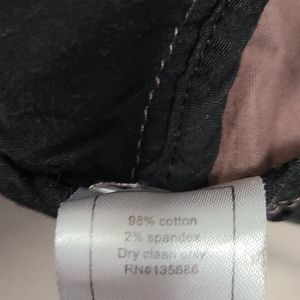 98% cotton
2% spandex
Dry clean only
RN#135686